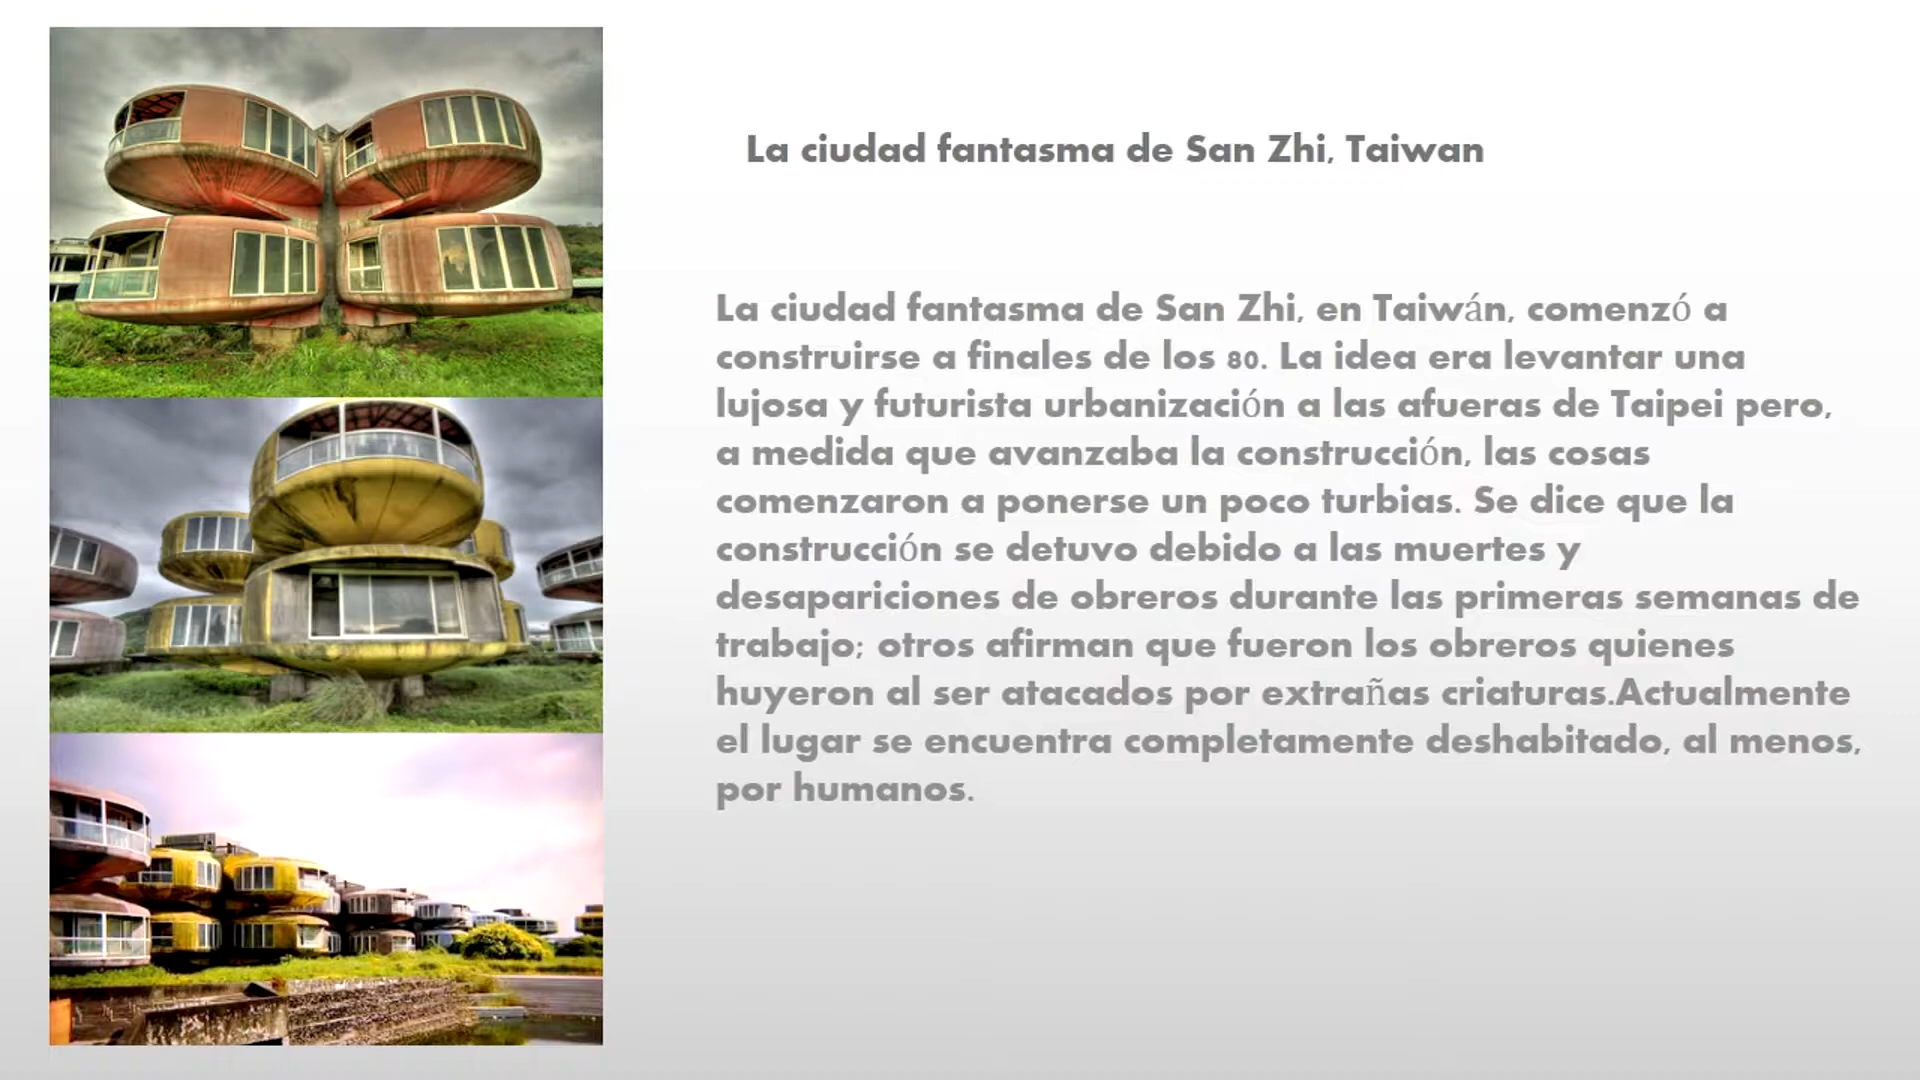 La ciudad fantasma de San Zhi, Taiwan
La ciudad fantasma de San Zhi, en Taiwán, comenzó a
construirse a finales de los 80. La idea era levantar una
lujosa y futurista urbanización a las afueras de Taipei pero,
a medida que avanzaba la construcción, las cosas
comenzaron a ponerse un poco turbias. Se dice que la
construcción se detuvo debido a las muertes y
desapariciones de obreros durante las primeras semanas de
trabajo; otros afirman que fueron los obreros quienes
huyeron al ser atacados por extrañas criaturas.Actualmente
el lugar se encuentra completamente deshabitado, al menos,
por humanos.